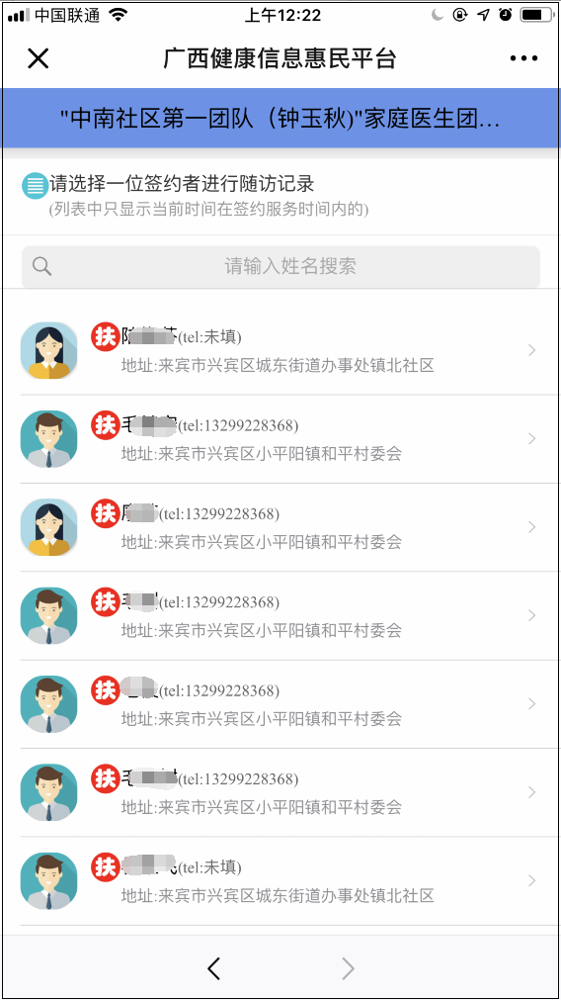 中国联通
上午12:22
广西健康信息惠民平台
"中南社区第一团队（钟玉秋)"家庭医生团...
请选择一位签约者进行随访记录
(列表中只显示当前时间在签约服务时间内的)
请输入姓名搜索
扶 (tel:未填)
地址:来宾市兴宾区城东街道办事处镇北社区
扶 毛 (tel:13299228368)
地址:来宾市兴宾区小平阳镇和平村委会
扶 (tel:13299228368)
地址:来宾市兴宾区小平阳镇和平村委会
扶 (tel:13299228368)
地址:来宾市兴宾区小平阳镇和平村委会
扶 (tel:13299228368)
地址:来宾市兴宾区小平阳镇和平村委会
扶 毛 (tel:13299228368)
地址:来宾市兴宾区小平阳镇和平村委会
扶 (tel:未填)
地址:来宾市兴宾区城东街道办事处镇北社区